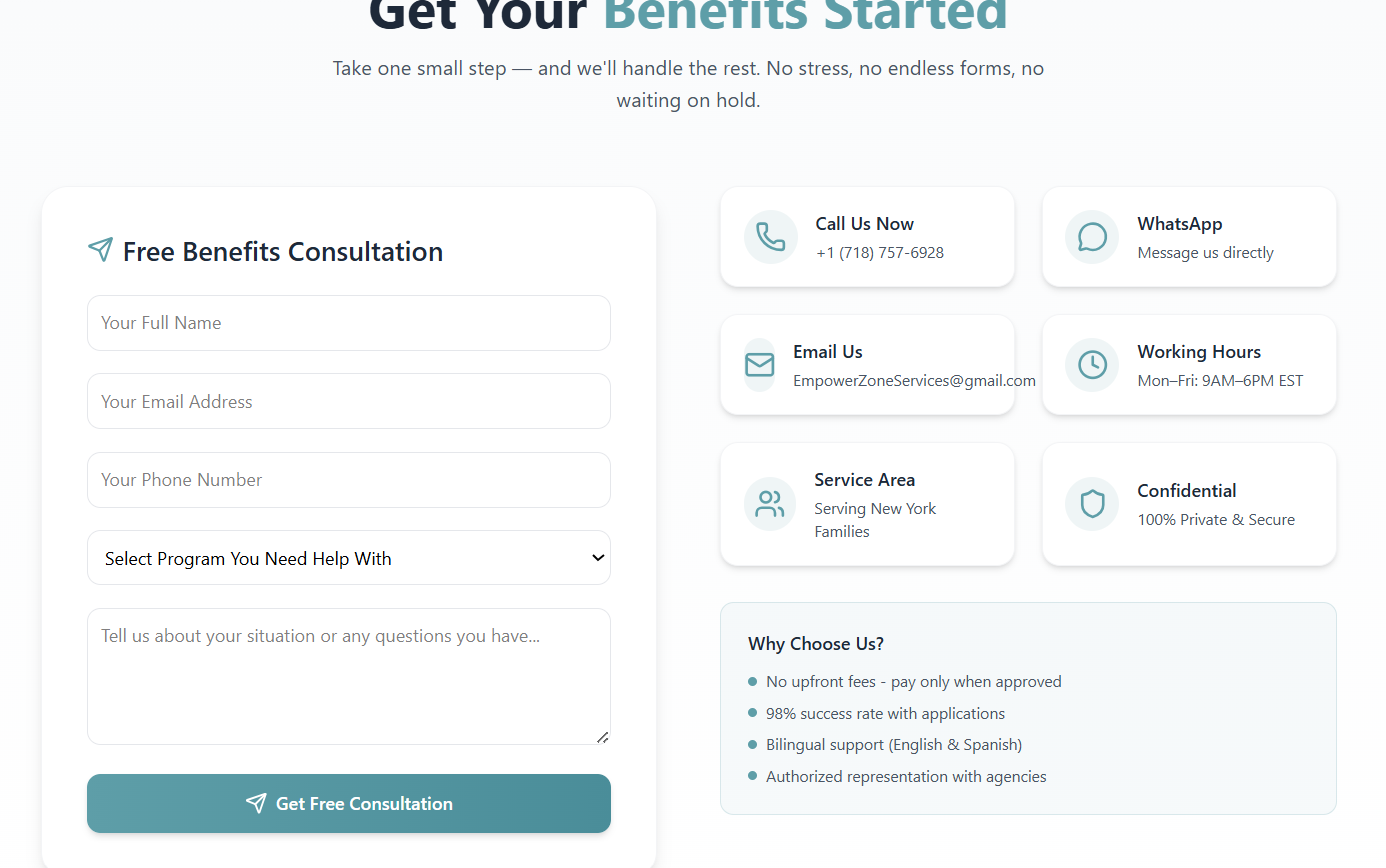 Get Your Benefits Started
Take one small step — and we'll handle the rest. No stress, no endless forms, no
waiting on hold.
Free Benefits Consultation
Your Full Name
Your Email Address
Your Phone Number
Select Program You Need Help With
Tell us about your situation or any questions you have...
Get Free Consultation
Call Us Now
+1 (718) 757-6928
WhatsApp
Message us directly
Email Us
EmpowerZoneServices@gmail.com
Working Hours
Mon–Fri: 9AM–6PM EST
Service Area
Serving New York
Families
Confidential
100% Private & Secure
Why Choose Us?
No upfront fees - pay only when approved
98% success rate with applications
Bilingual support (English & Spanish)
Authorized representation with agencies